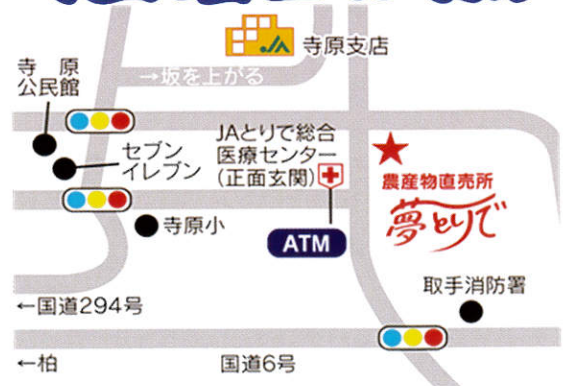 JA 寺原支店
寺原
公民館
→坂を上がる
セブン
イレブン
JAとりで総合
医療センター
(正面玄関)
農産物直売所
夢とりで
寺原小
ATM
取手消防署
←国道294号
←柏
国道6号